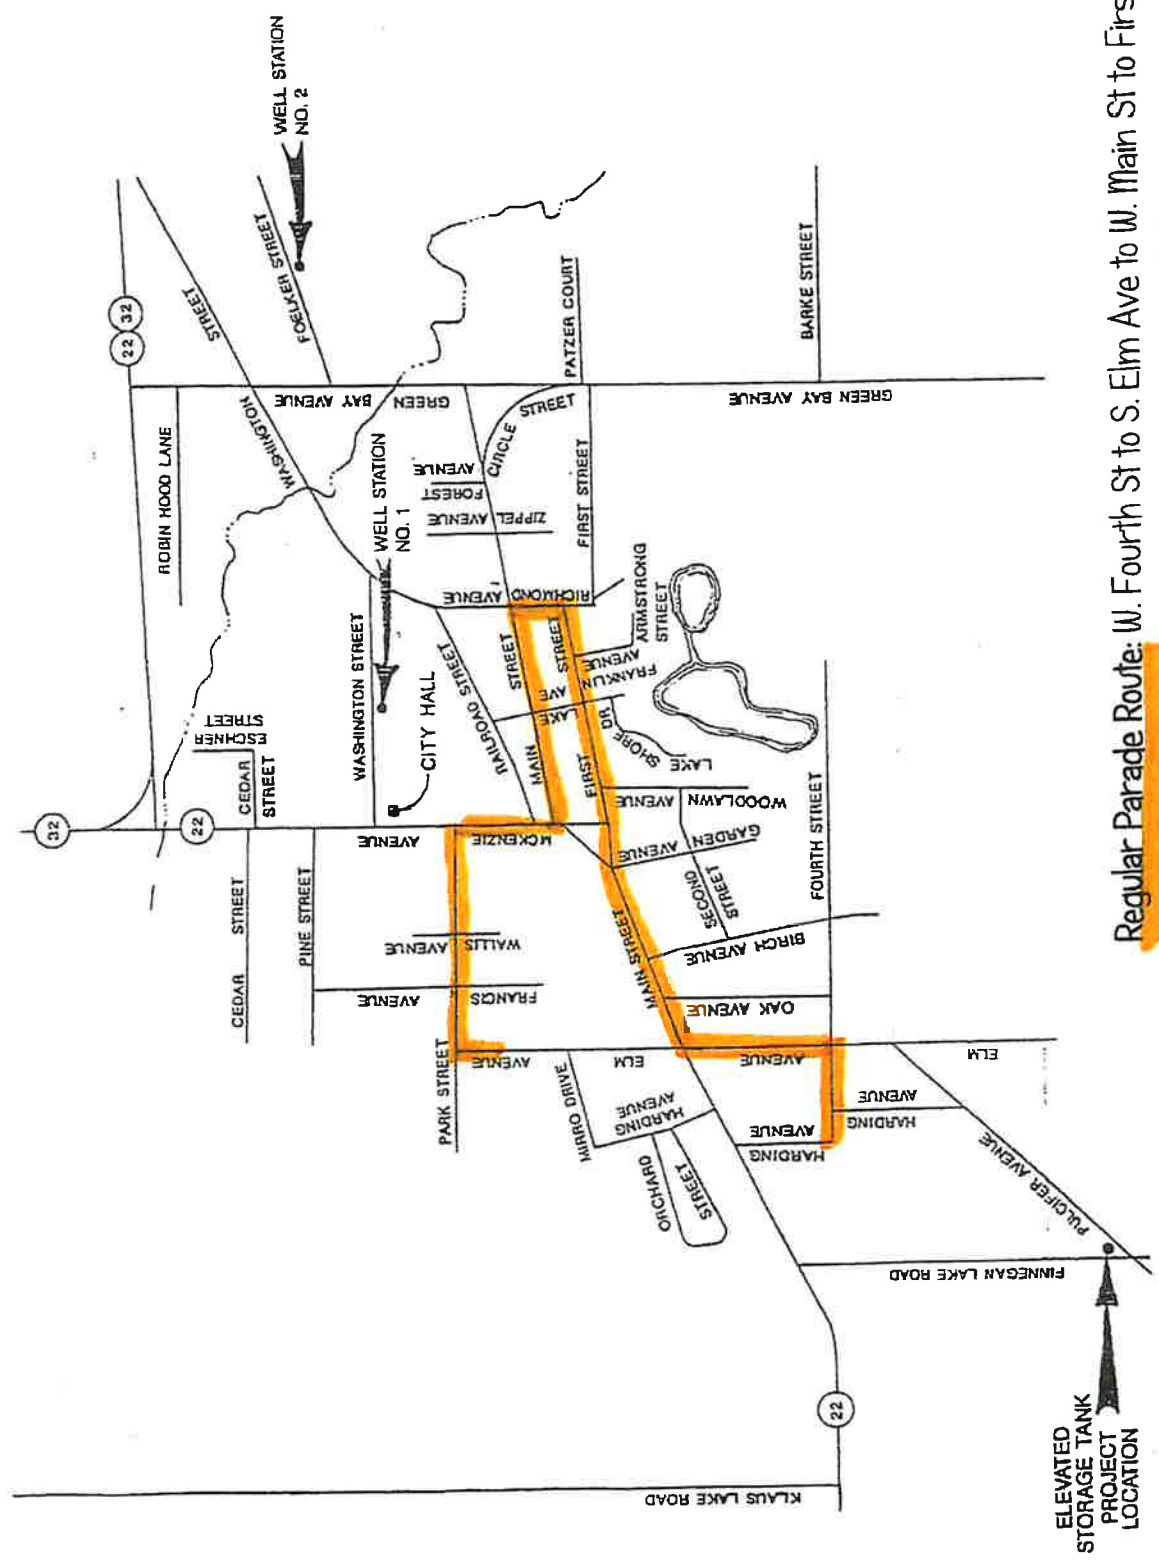 WELL STATION
NO. 2
22
32
STREET
FOELKER STREET
ROBIN HOOD LANE
WASHINGTON
GREEN
BAY AVENUE
WELL STATION
NO. 1
ESCHNER
STREET
CEDAR
STREET
WASHINGTON STREET
CITY HALL
32
22
CEDAR
STREET
PINE STREET
AVENUE
MCKENZIE
RAILROAD STREET
MAIN
STREET
RICHMOND
AVENUE
FOREST
AVENUE
ZIPPEL AVENUE
CIRCLE STREET
PATZER COURT
FIRST STREET
BARKE STREET
GREEN BAY AVENUE
ARMSTRONG
STREET
FRANKLIN
AVENUE
LAKE
AVE
FIRST
STREET
LAKE
SHORE
DR
WOODLAWN
AVENUE
GARDEN
AVENUE
SECOND
STREET
FOURTH STREET
BIRCH AVENUE
MAIN STREET
OAK AVENUE
WALLIS
AVENUE
FRANCIS
AVENUE
PARK STREET
AVENUE
ELM
MIRRO DRIVE
HARDING
AVENUE
ORCHARD
STREET
AVENUE
HARDING
AVENUE
HARDING
AVENUE
ELM
PULCIFER AVENUE
FINNEGAN LAKE ROAD
22
KLAUS LAKE ROAD
ELEVATED
STORAGE TANK
PROJECT
LOCATION
Regular Parade Route: W. Fourth St to S. Elm Ave to W. Main St to Firs